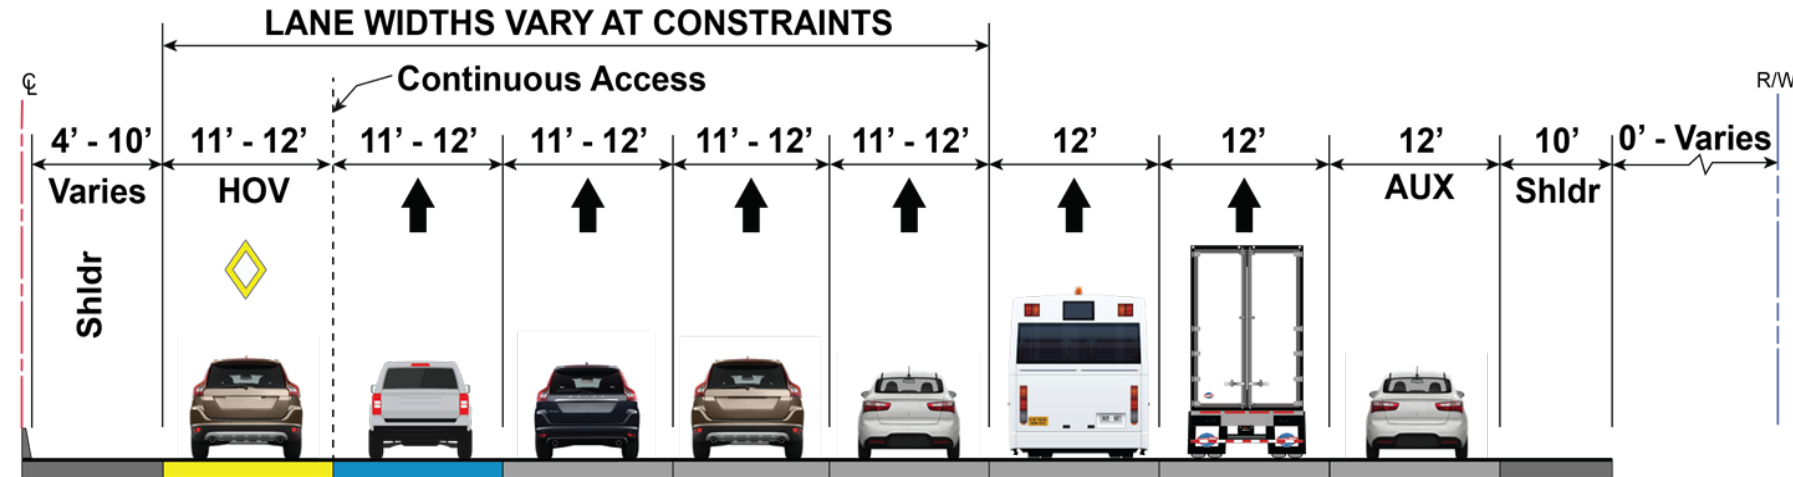 LANE WIDTHS VARY AT CONSTRAINTS
Continuous Access
℄
R/W
4’ - 10’ 11’ - 12’ 11’ - 12’ 11’ - 12’ 11’ - 12’ 11’ - 12’ 12’ 12’ 12’ 10’ 0’ - Varies
Varies HOV AUX Shldr
Shldr